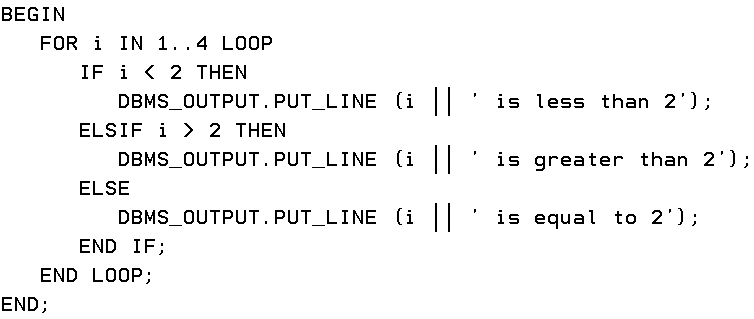 BEGIN
   FOR i IN 1..4 LOOP
      IF i < 2 THEN
         DBMS_OUTPUT.PUT_LINE (i || ' is less than 2');
      ELSIF i > 2 THEN
         DBMS_OUTPUT.PUT_LINE (i || ' is greater than 2');
      ELSE
         DBMS_OUTPUT.PUT_LINE (i || ' is equal to 2');
      END IF;
   END LOOP;
END;